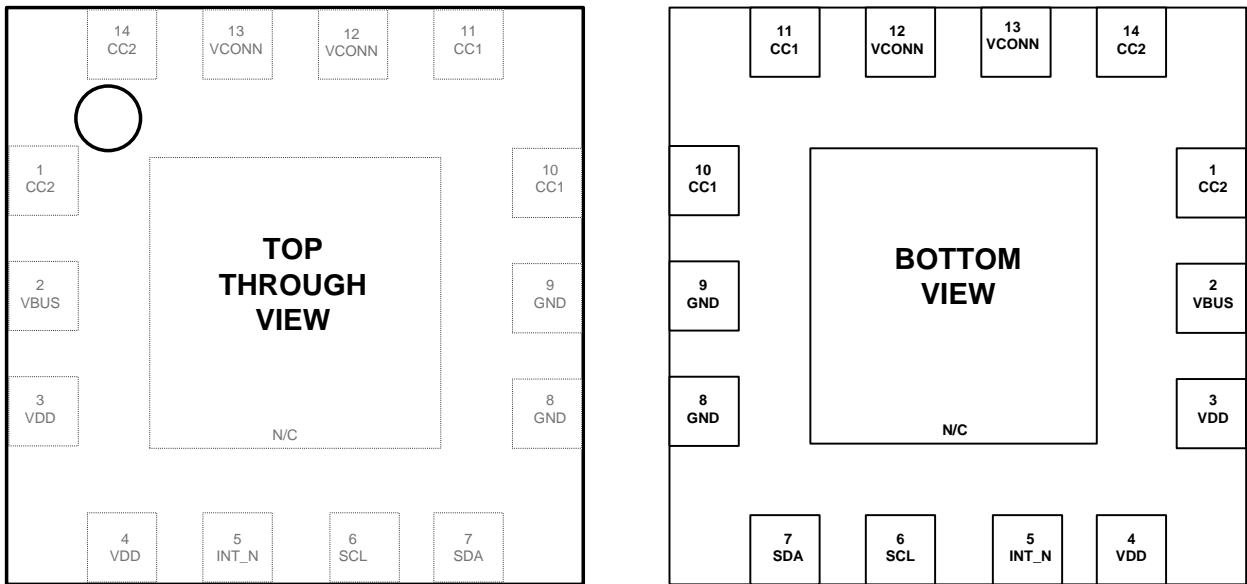 14
CC2
13
VCONN
12
VCONN
11
CC1
1
CC2
10
CC1
2
VBUS
9
GND
3
VDD
8
GND
TOP
THROUGH
VIEW
N/C
4
VDD
5
INT_N
6
SCL
7
SDA
11
CC1
12
VCONN
13
VCONN
14
CC2
10
CC1
1
CC2
9
GND
2
VBUS
8
GND
3
VDD
BOTTOM
VIEW
N/C
7
SDA
6
SCL
5
INT_N
4
VDD